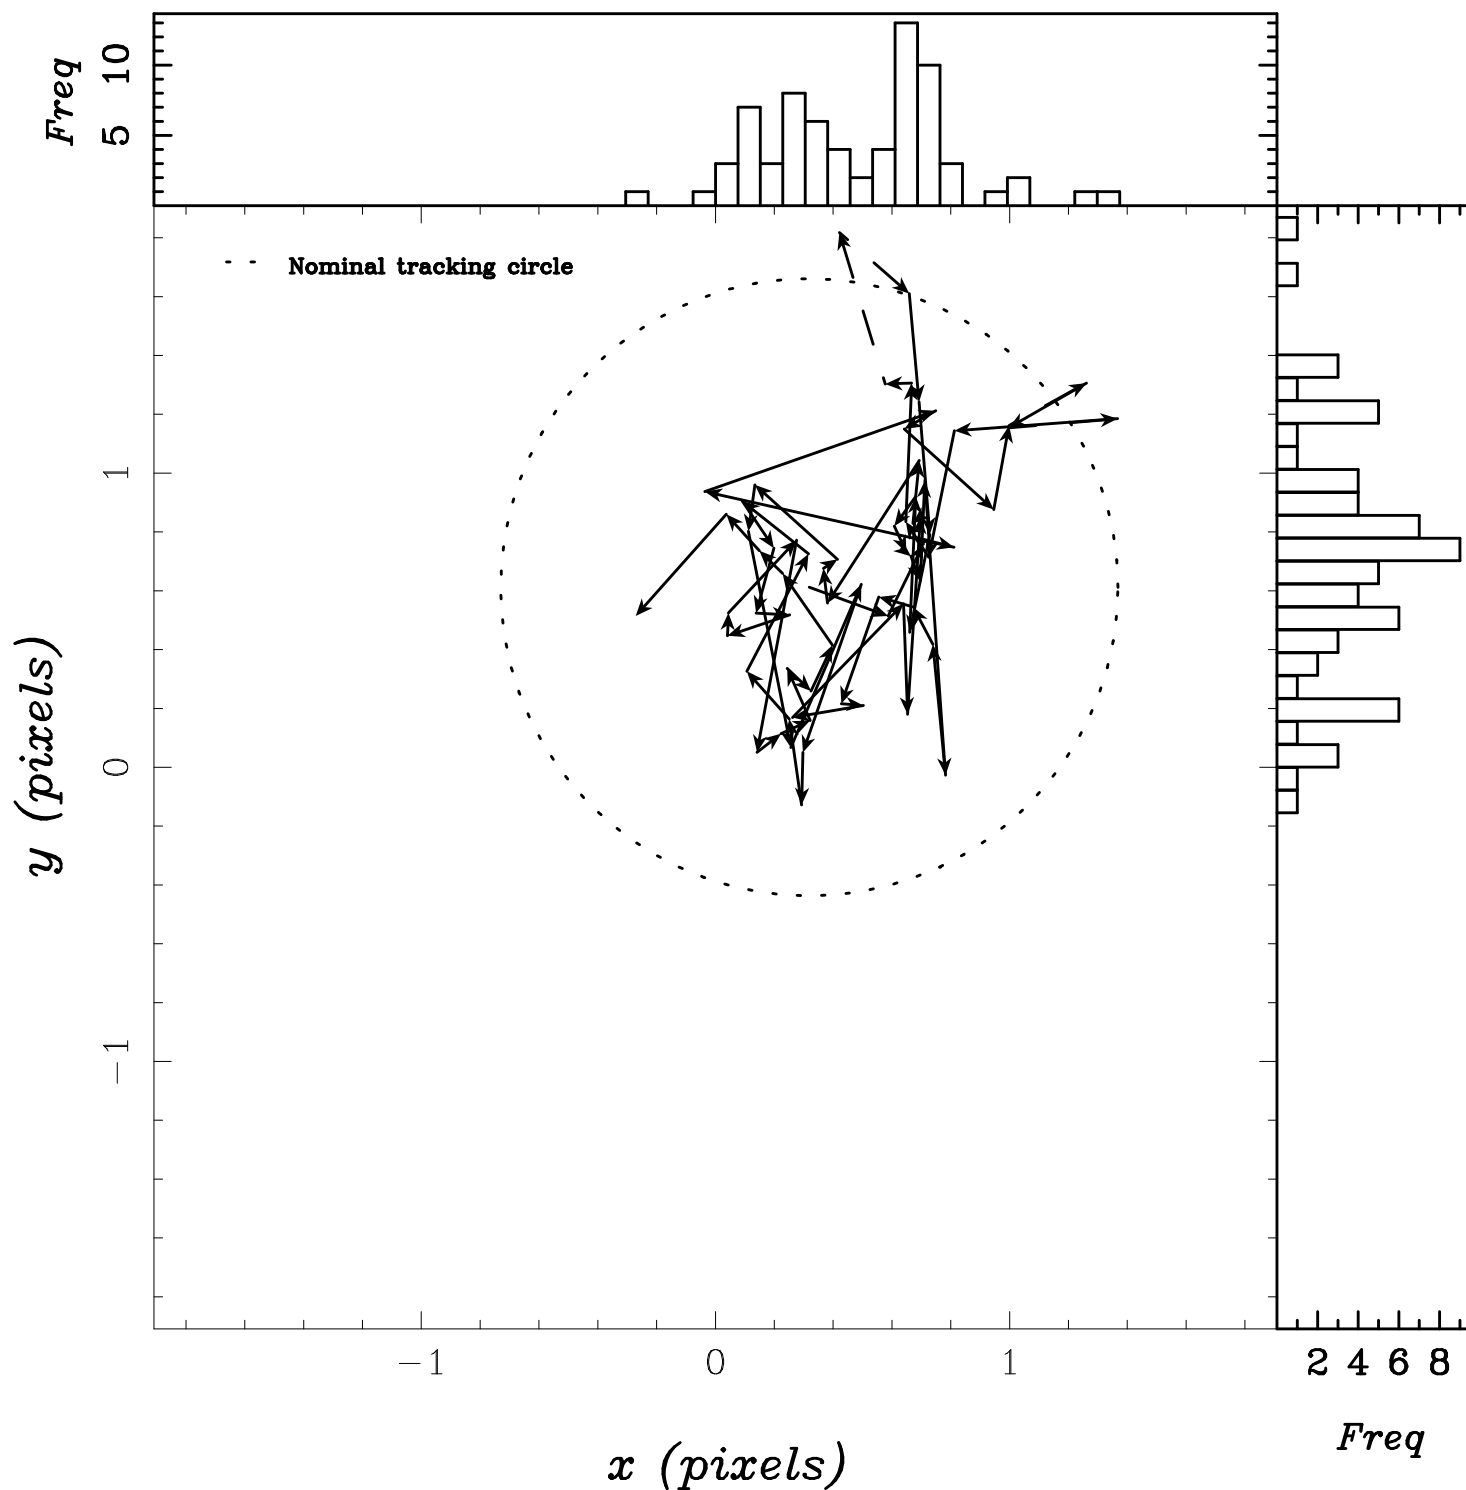 Freq
10
5
Nominal tracking circle
1
0
−1
y (pixels)
−1 0 1
2 4 6 8
Freq
x (pixels)